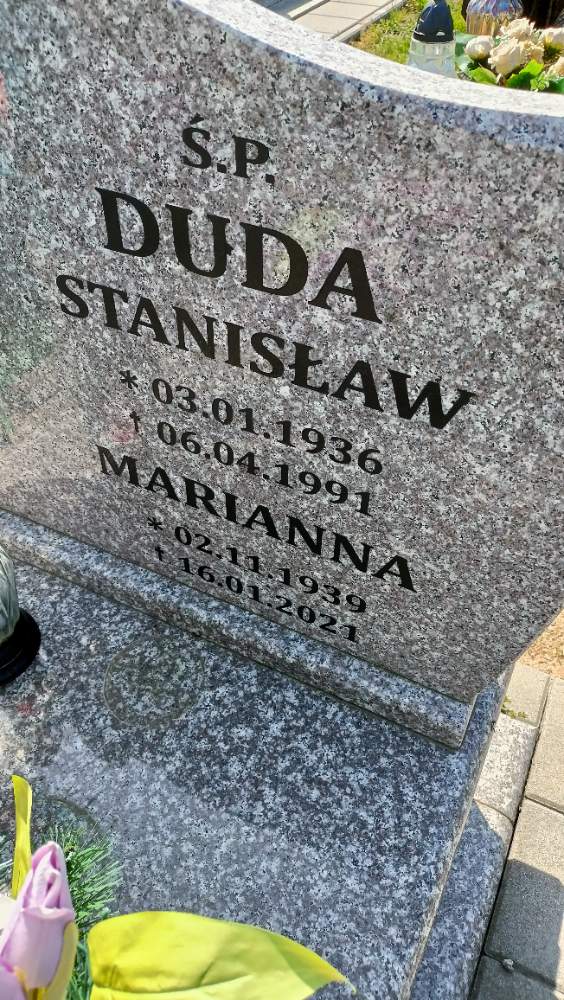 Ś.P.
DUDA
STANISŁAW
* 03.01.1936
† 06.04.1991
MARIANNA
* 02.11.1939
† 16.01.2021